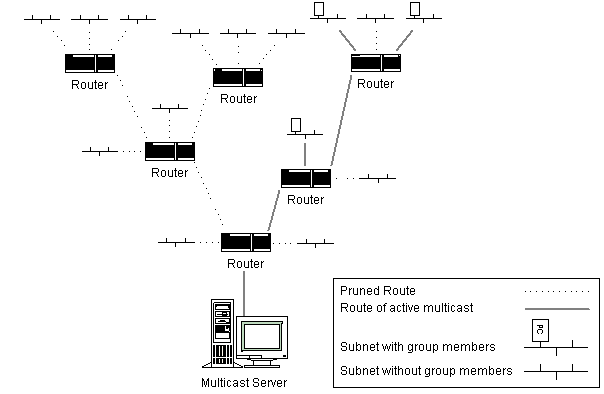 Router
Router
Router
Router
Router
Router
Multicast Server
Pruned Route
Route of active multicast
PC
Subnet with group members
Subnet without group members